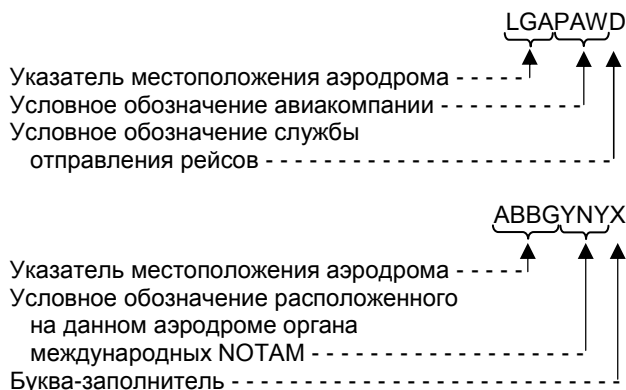 LGAPAWD
Указатель местоположения аэродрома - - - - -
Условное обозначение авиакомпании - - - - - - - - - -
Условное обозначение службы
отправления рейсов - - - - - - - - - - - - - - - - - - - - - - - - -
ABBGYNYX
Указатель местоположения аэродрома - - - - -
Условное обозначение расположенного
на данном аэродроме органа
международных NOTAM - - - - - - - - - - - - - - - - - - -
Буква-заполнитель - - - - - - - - - - - - - - - - - - - - - - - - - - -